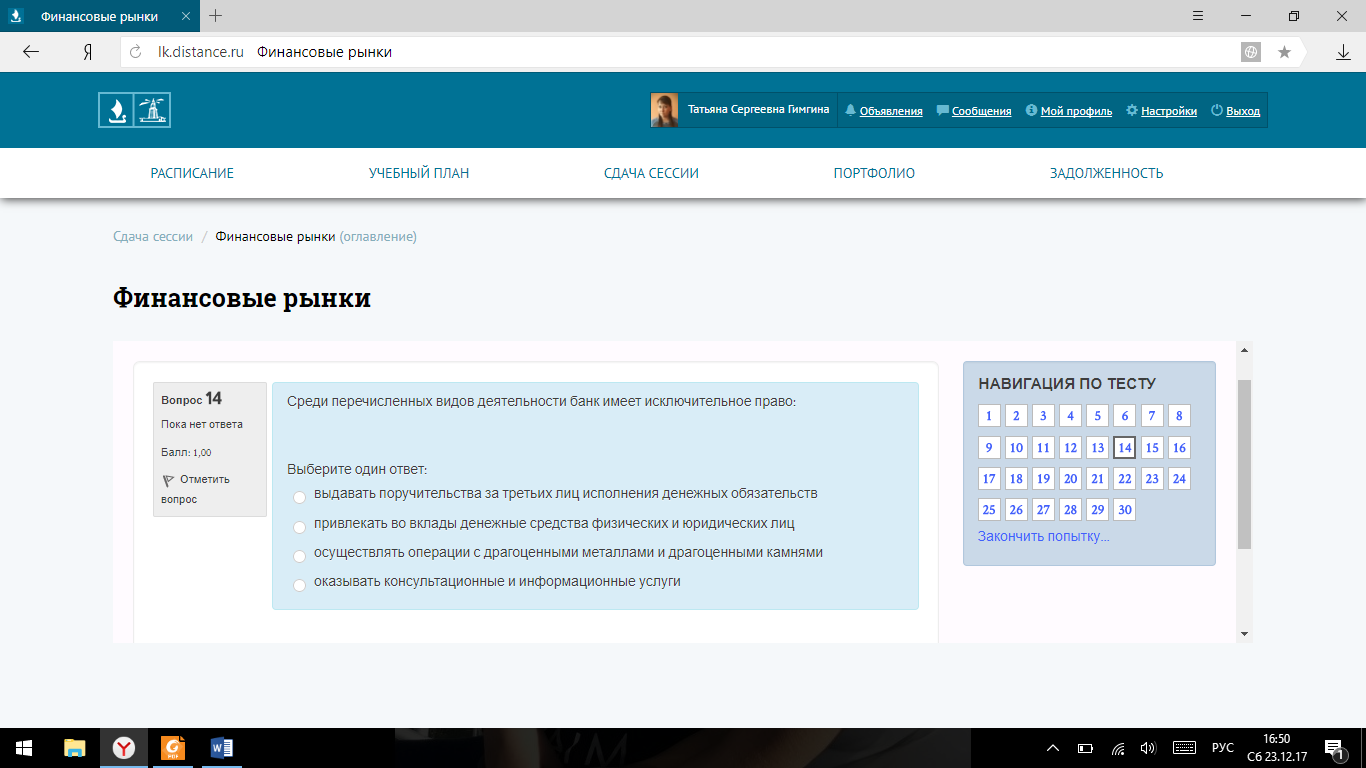 Финансовые рынки
lk.distance.ru Финансовые рынки
Татьяна Сергеевна Гимгина Объявления Сообщения Мой профиль Настройки Выход
РАСПИСАНИЕ УЧЕБНЫЙ ПЛАН СДАЧА СЕССИИ ПОРТФОЛИО ЗАДОЛЖЕННОСТЬ
Сдача сессии / Финансовые рынки (оглавление)
Финансовые рынки
Вопрос 14
Пока нет ответа
Балл: 1,00
Отметить
вопрос
Среди перечисленных видов деятельности банк имеет исключительное право:
Выберите один ответ:
выдавать поручительства за третьих лиц исполнения денежных обязательств
привлекать во вклады денежные средства физических и юридических лиц
осуществлять операции с драгоценными металлами и драгоценными камнями
оказывать консультационные и информационные услуги
НАВИГАЦИЯ ПО ТЕСТУ
1 2 3 4 5 6 7 8
9 10 11 12 13 14 15 16
17 18 19 20 21 22 23 24
25 26 27 28 29 30
Закончить попытку...
РУС
16:50
Сб 23.12.17
1